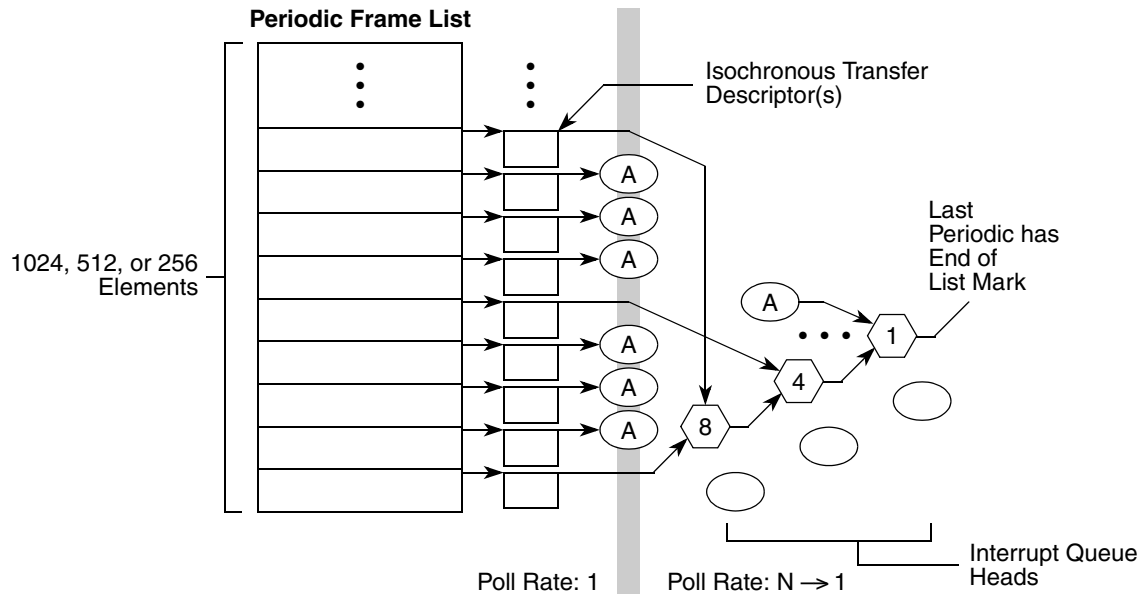 Periodic Frame List
Isochronous Transfer
Descriptor(s)
A
A
A
Last
Periodic has
End of
List Mark
1024, 512, or 256
Elements
A
1
A
4
A
A
8
Interrupt Queue
Heads
Poll Rate: 1
Poll Rate: N → 1